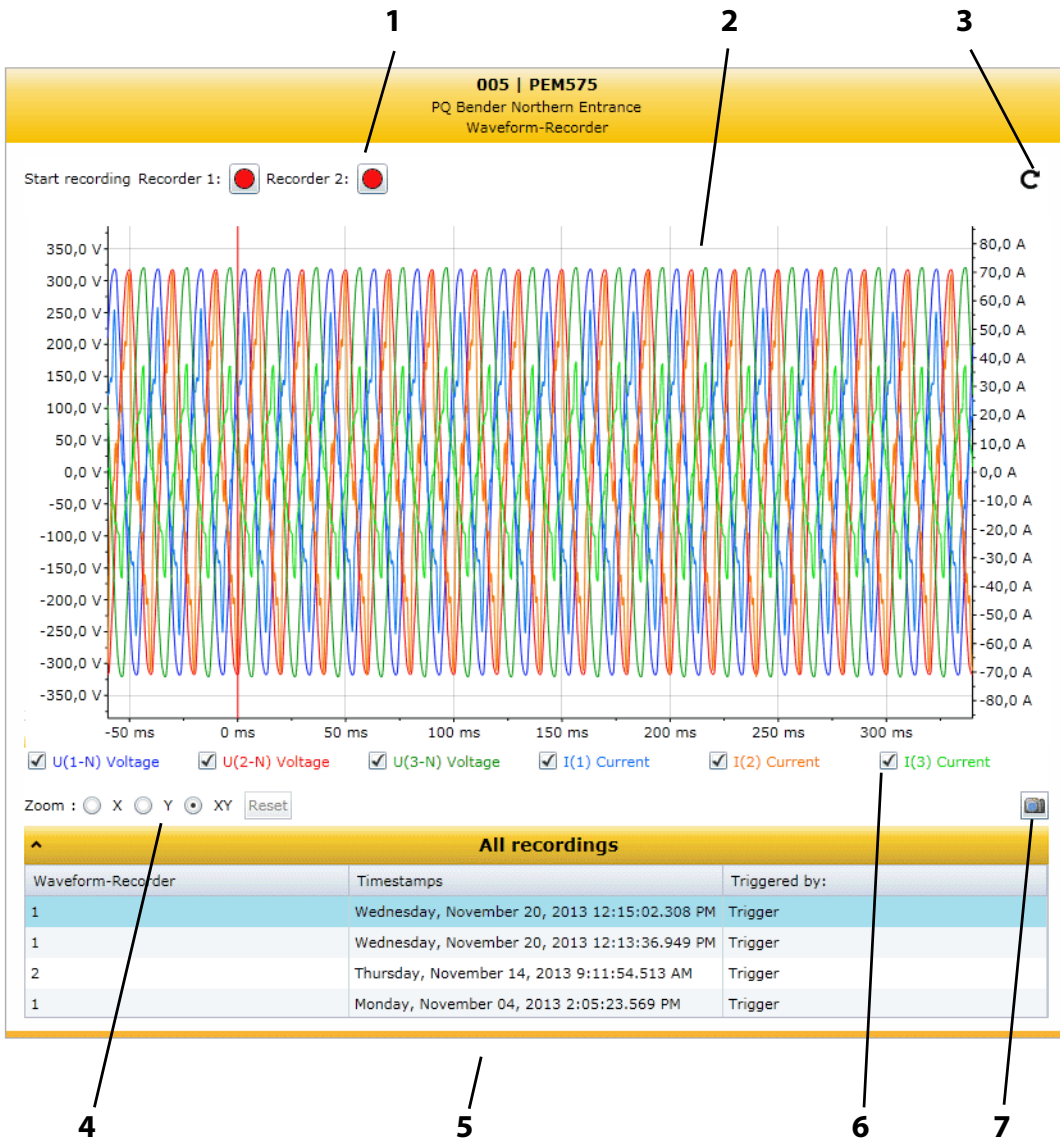 1 2 3
005 | PEM575
PQ Bender Northern Entrance
Waveform-Recorder
Start recording Recorder 1: Recorder 2:
350,0 V
300,0 V
250,0 V
200,0 V
150,0 V
100,0 V
50,0 V
0,0 V
-50,0 V
-100,0 V
-150,0 V
-200,0 V
-250,0 V
-300,0 V
-350,0 V
80,0 A
70,0 A
60,0 A
50,0 A
40,0 A
30,0 A
20,0 A
10,0 A
0,0 A
-10,0 A
-20,0 A
-30,0 A
-40,0 A
-50,0 A
-60,0 A
-70,0 A
-80,0 A
-50 ms 0 ms 50 ms 100 ms 150 ms 200 ms 250 ms 300 ms
U(1-N) Voltage U(2-N) Voltage U(3-N) Voltage I(1) Current I(2) Current I(3) Current
Zoom : X Y XY Reset
All recordings
Waveform-Recorder Timestamps Triggered by:
1 Wednesday, November 20, 2013 12:15:02.308 PM Trigger
1 Wednesday, November 20, 2013 12:13:36.949 PM Trigger
2 Thursday, November 14, 2013 9:11:54.513 AM Trigger
1 Monday, November 04, 2013 2:05:23.569 PM Trigger
4 5 6 7